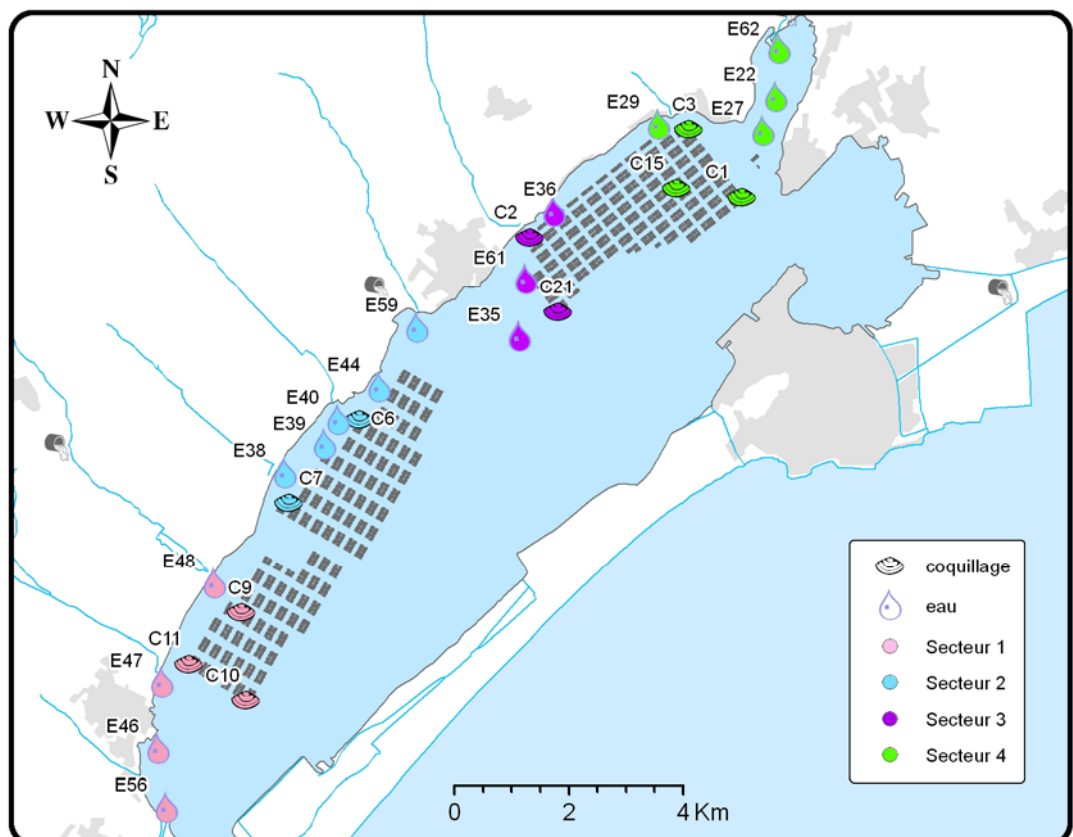 E62
N
E22
E29
C3
E27
W
E
S
C15
C1
E36
C2
E61
C21
E59
E35
E44
E40
C6
E39
E38
C7
E48
C9
C11
E47
C10
E46
E56
coquillage
eau
Secteur 1
Secteur 2
Secteur 3
Secteur 4
0 2 4 Km